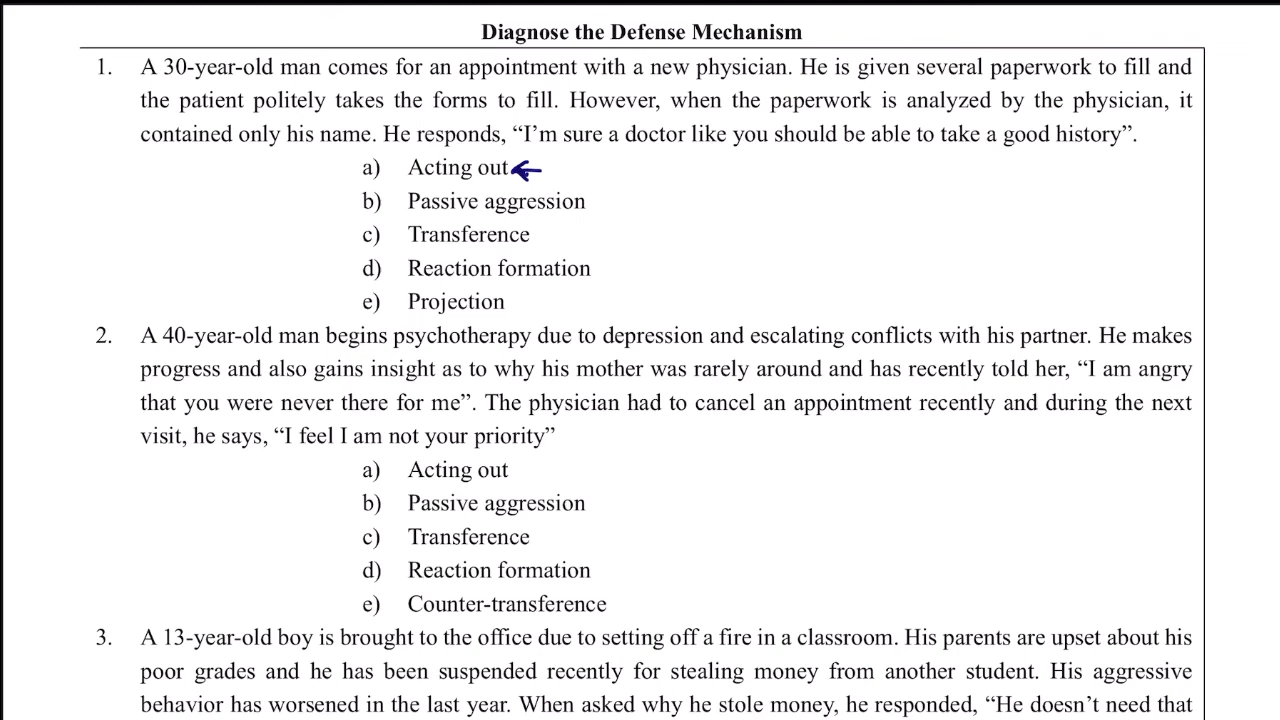 Diagnose the Defense Mechanism
1. A 30-year-old man comes for an appointment with a new physician. He is given several paperwork to fill and
the patient politely takes the forms to fill. However, when the paperwork is analyzed by the physician, it
contained only his name. He responds, “I’m sure a doctor like you should be able to take a good history”.
a) Acting out
b) Passive aggression
c) Transference
d) Reaction formation
e) Projection
2. A 40-year-old man begins psychotherapy due to depression and escalating conflicts with his partner. He makes
progress and also gains insight as to why his mother was rarely around and has recently told her, “I am angry
that you were never there for me”. The physician had to cancel an appointment recently and during the next
visit, he says, “I feel I am not your priority”
a) Acting out
b) Passive aggression
c) Transference
d) Reaction formation
e) Counter-transference
3. A 13-year-old boy is brought to the office due to setting off a fire in a classroom. His parents are upset about his
poor grades and he has been suspended recently for stealing money from another student. His aggressive
behavior has worsened in the last year. When asked why he stole money, he responded, “He doesn’t need that